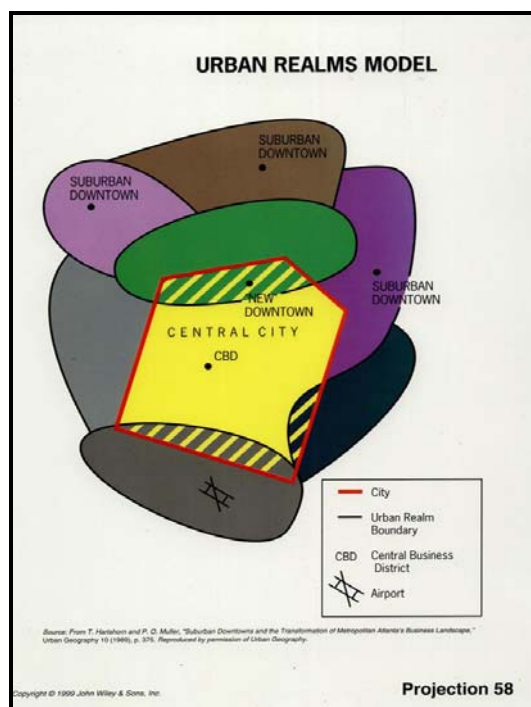 URBAN REALMS MODEL
SUBURBAN
DOWNTOWN
SUBURBAN
DOWNTOWN
SUBURBAN
DOWNTOWN
NEW
DOWNTOWN
CENTRAL CITY
CBD
City
Urban Realm
Boundary
CBD Central Business
District
Airport
Source: From T. Hartshorn and P. O. Muller, "Suburban Downtowns and the Transformation of Metropolitan Atlanta's Business Landscape,"
Urban Geography 10 (1989), p. 375. Reproduced by permission of Urban Geography.
Copyright © 1999 John Wiley & Sons, Inc.
Projection 58